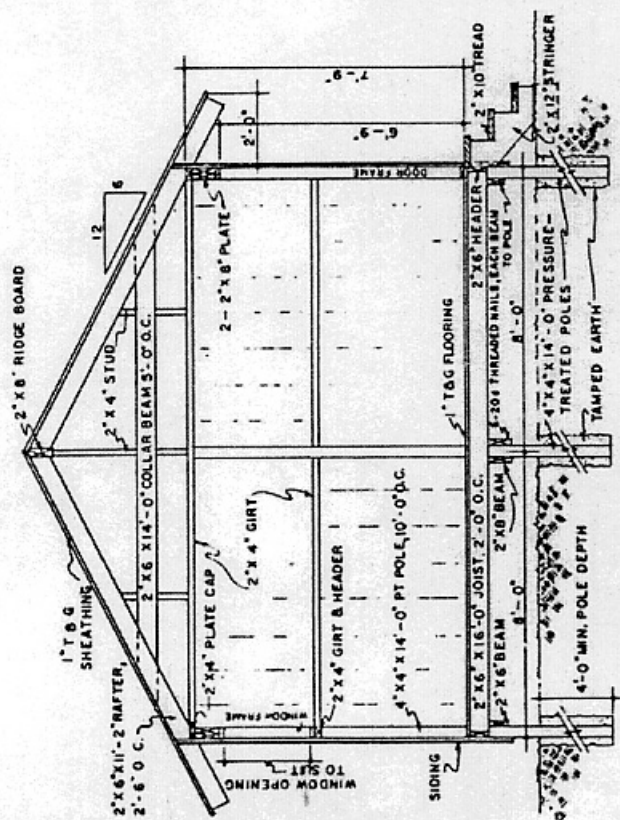 2" X 8" RIDGE BOARD
1" T & G
SHEATHING
2" X 6" X 11'-2" RAFTER,
2'-6" O.C.
12
6
2" X 4" STUD
2 X 6 X 14'-0" COLLAR BEAM 5'-0" O.C.
2" X 4" PLATE CAP
2" X 4" GIRT
2-2" X 8" PLATE
7'-9"
2'-0"
6'-9"
WINDOW FRAME
WINDOW OPENING
TO SUIT
2" X 4" GIRT & HEADER
4" X 4" X 14'-0" PT POLE, 10'-0" O.C.
DOOR FRAME
SIDING
1" T&G FLOORING
2" X 10" TREAD
2" X 6" X 16'-0" JOIST, 2'-0" O.C.
2" X 6" HEADER
2" X 6" BEAM
2" X 8" BEAM
6-20d THREADED NAILS, EACH BEAM
TO POLE
8'-0"
8'-0"
2" X 12" STRINGER
4" X 4" X 14'-0" PRESSURE-
TREATED POLES
4'-0" MIN. POLE DEPTH
TAMPED EARTH